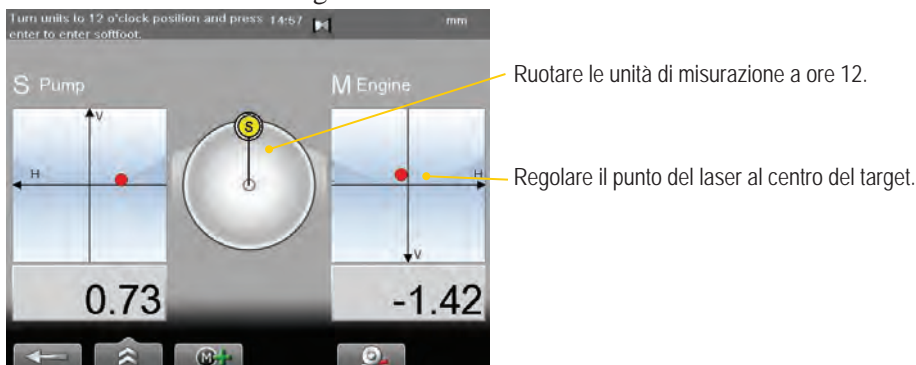 Turn units to 12 o'clock position and press 14:57 mm
enter to enter softfoot.
S Pump
M Engine
V
H
S
H
V
0.73
-1.42
M
Ruotare le unità di misurazione a ore 12.
Regolare il punto del laser al centro del target.